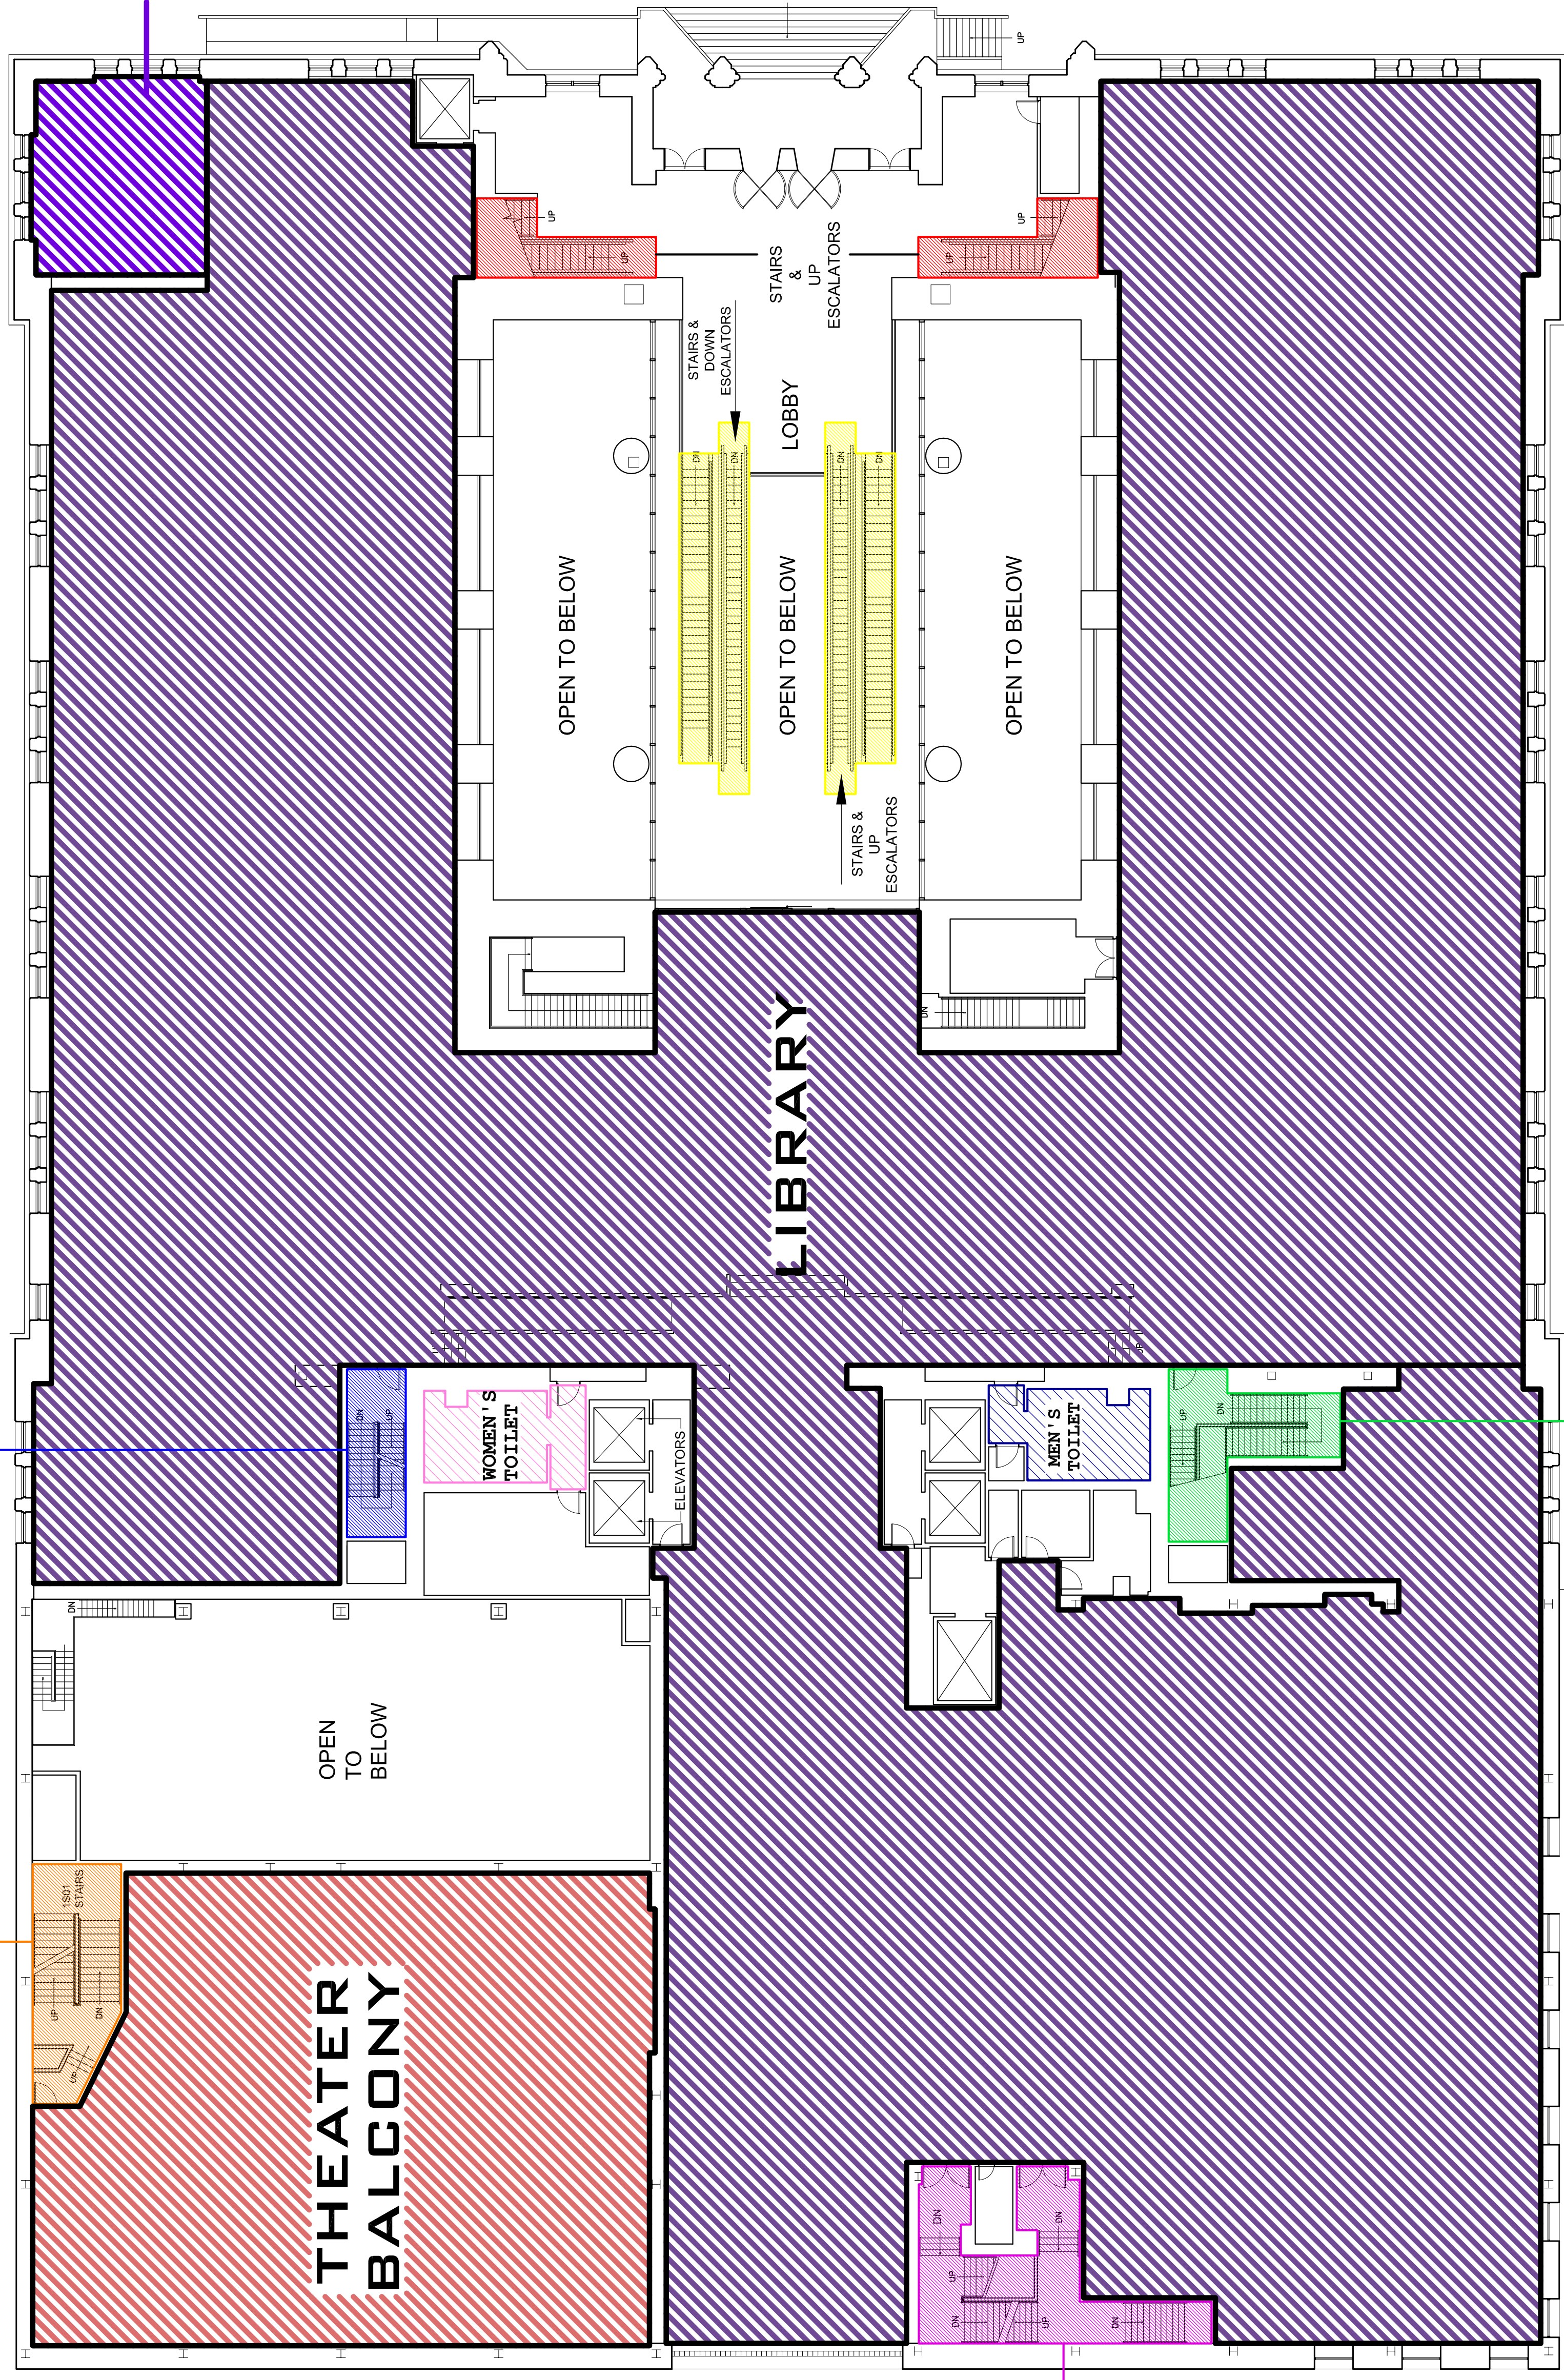 UP
UP
UP
UP
UP
STAIRS
&
UP
ESCALATORS
STAIRS &
DOWN
ESCALATORS
LOBBY
DN
DN
DN
DN
OPEN TO BELOW
OPEN TO BELOW
OPEN TO BELOW
STAIRS &
UP
ESCALATORS
DN
LIBRARY
UP
DN
UP
WOMEN'S
TOILET
ELEVATORS
MEN'S
TOILET
UP
DN
DN
OPEN
TO
BELOW
1S01
STAIRS
UP
DN
UP
THEATER
BALCONY
DN
DN
UP
DN
UP
DN